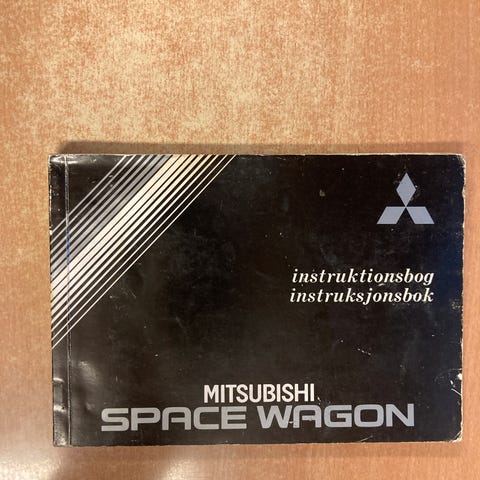 instruktionsbog
instruksjonsbok
MITSUBISHI
SPACE WAGON